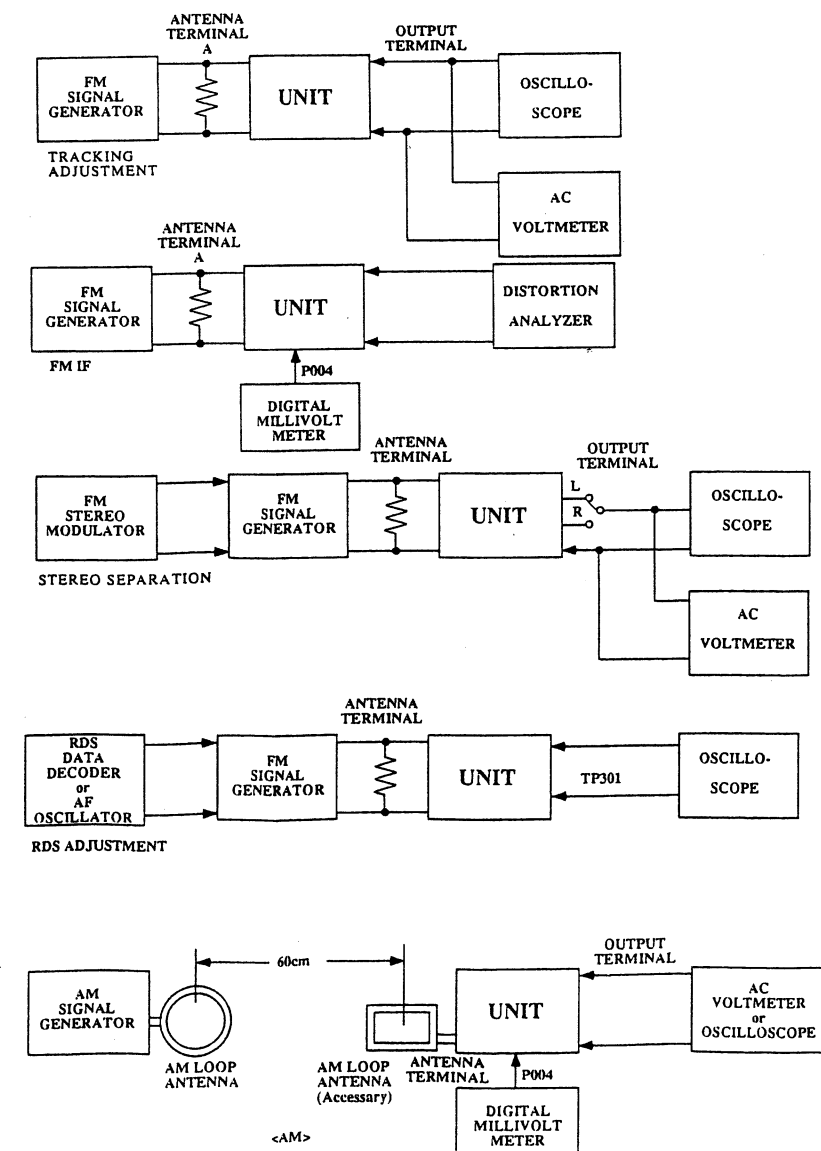 ANTENNA
TERMINAL
A
OUTPUT
TERMINAL
FM
SIGNAL
GENERATOR
UNIT
OSCILLO-
SCOPE
TRACKING
ADJUSTMENT
AC
VOLTMETER
ANTENNA
TERMINAL
A
FM
SIGNAL
GENERATOR
UNIT
DISTORTION
ANALYZER
FM IF
P004
DIGITAL
MILLIVOLT
METER
ANTENNA
TERMINAL
OUTPUT
TERMINAL
FM
STEREO
MODULATOR
FM
SIGNAL
GENERATOR
UNIT
L
R
OSCILLO-
SCOPE
STEREO SEPARATION
AC
VOLTMETER
ANTENNA
TERMINAL
RDS
DATA
DECODER
or
AF
OSCILLATOR
FM
SIGNAL
GENERATOR
UNIT
TP301
OSCILLO-
SCOPE
RDS ADJUSTMENT
60cm
OUTPUT
TERMINAL
AM
SIGNAL
GENERATOR
UNIT
AC
VOLTMETER
or
OSCILLOSCOPE
AM LOOP
ANTENNA
AM LOOP
ANTENNA
(Accessary)
ANTENNA
TERMINAL
P004
DIGITAL
MILLIVOLT
METER
<AM>